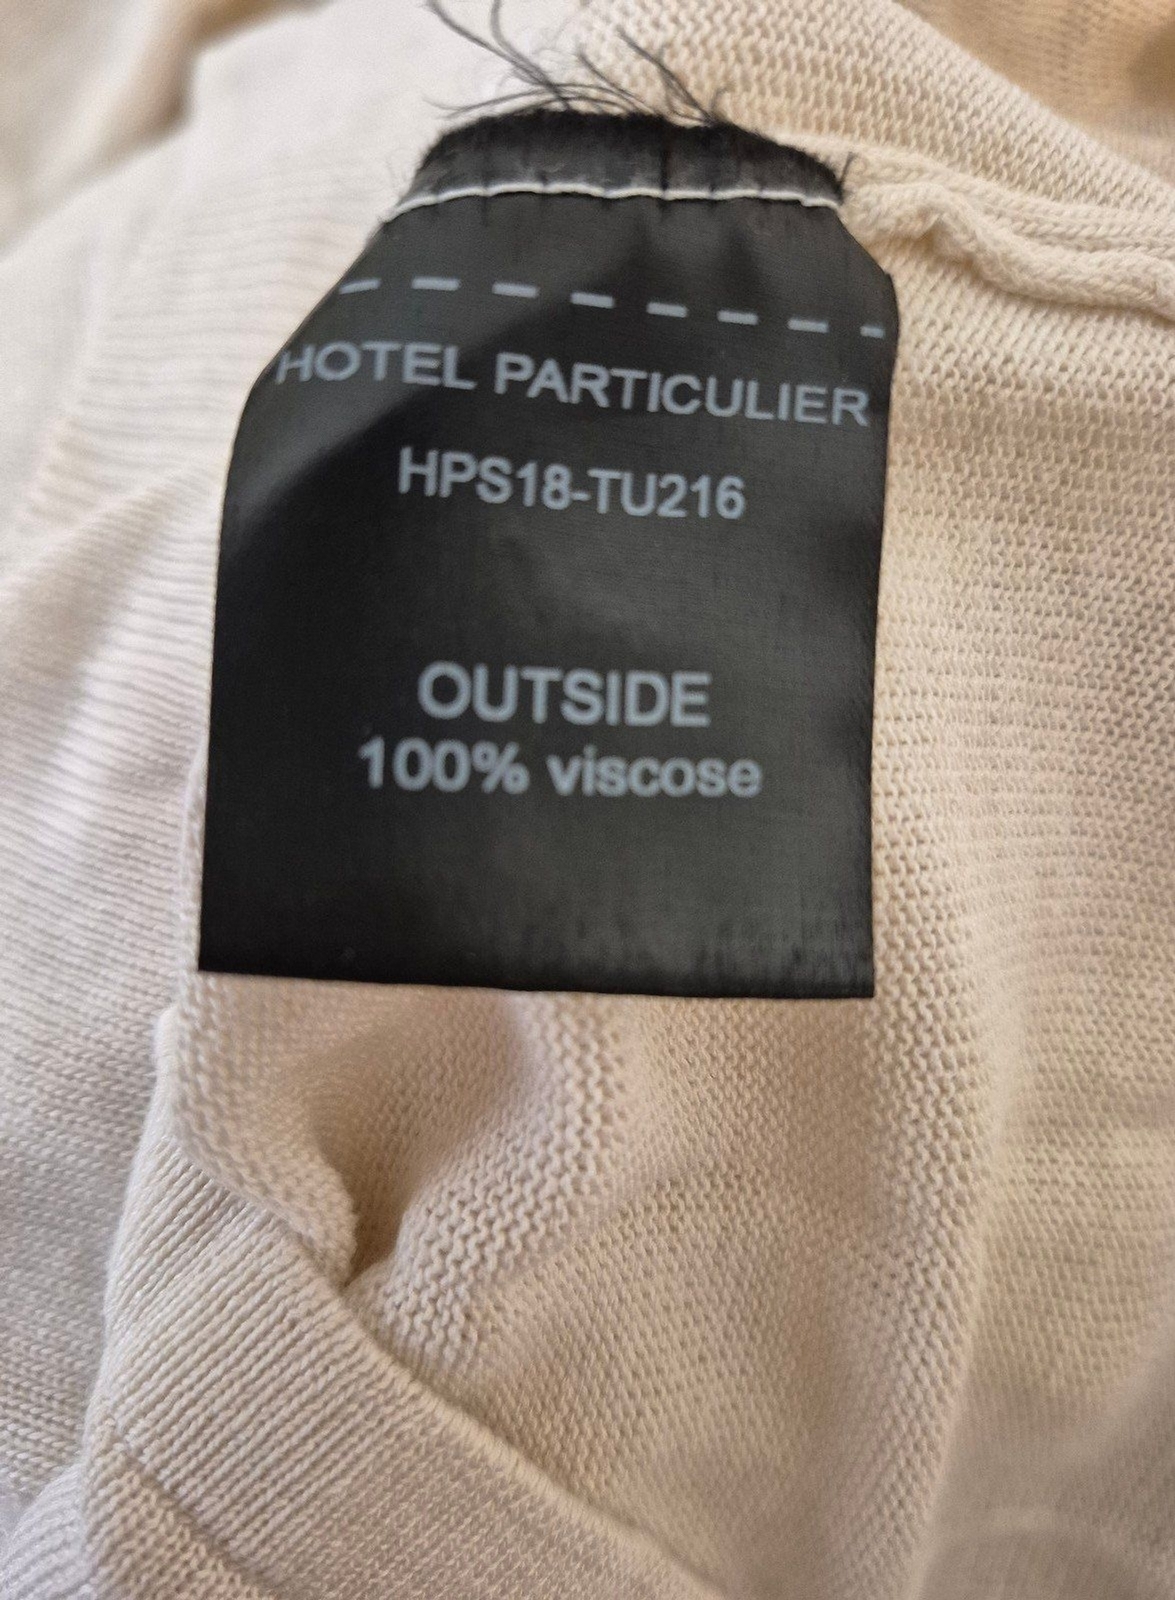 HOTEL PARTICULIER
HPS18-TU216
OUTSIDE
100% viscose